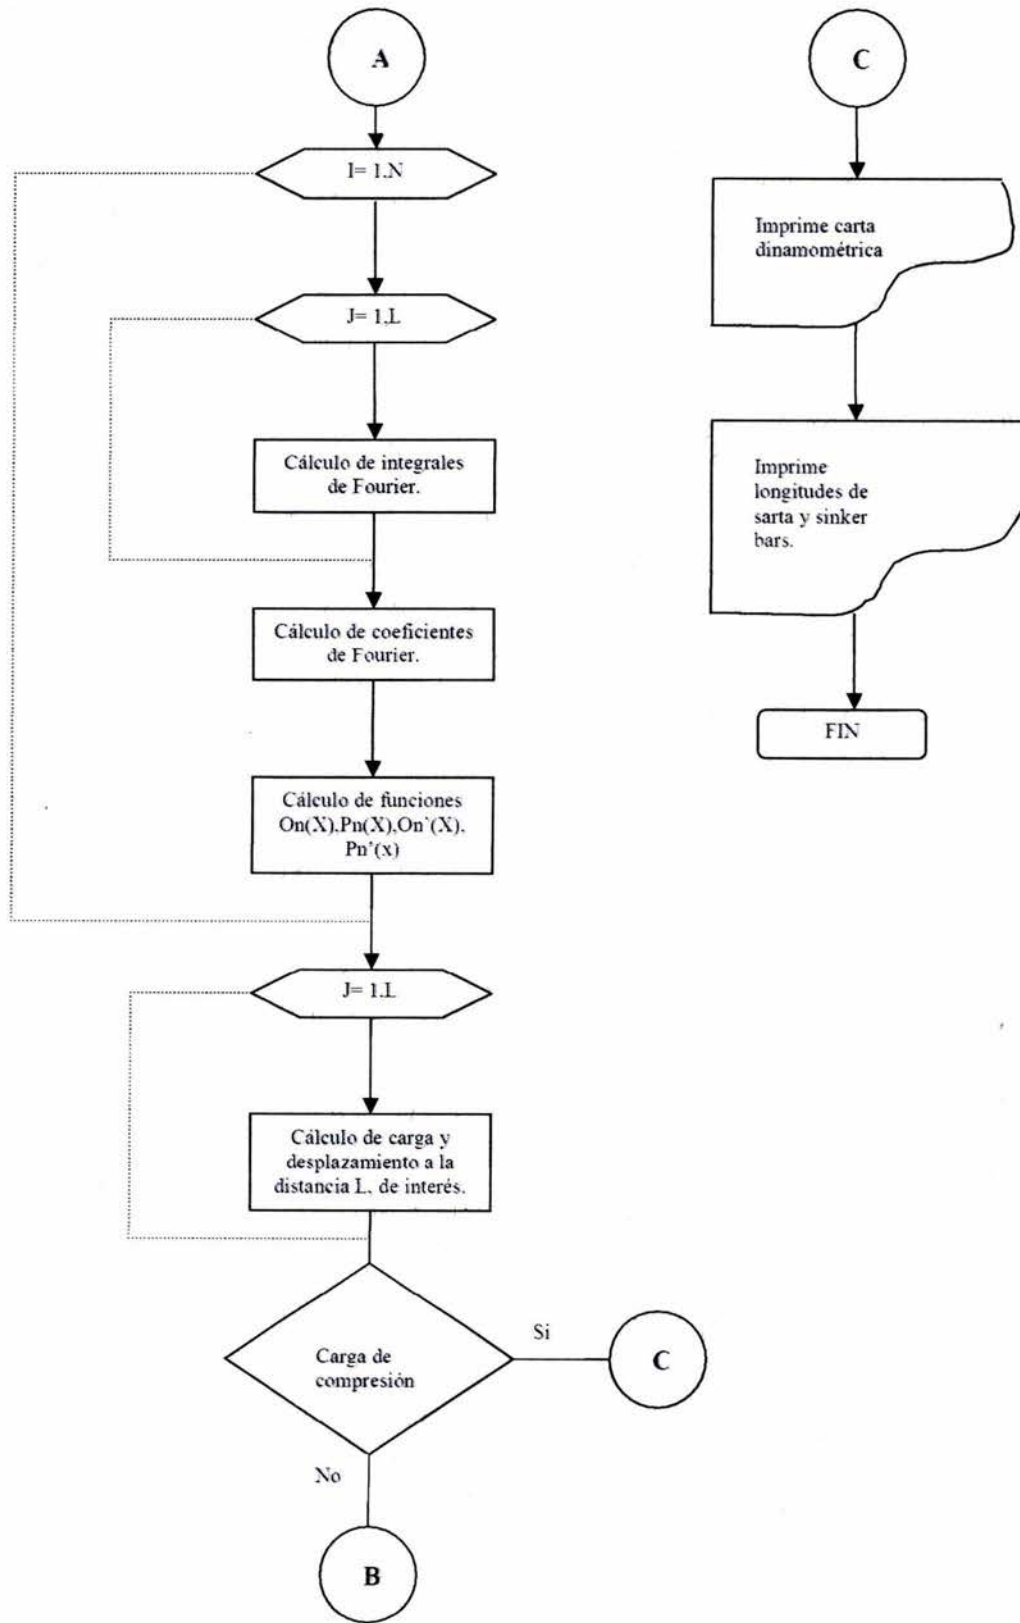 A
I= 1.N
J= 1,L
Cálculo de integrales
de Fourier.
Cálculo de coeficientes
de Fourier.
Cálculo de funciones
On(X),Pn(X),On`(X),
Pn’(x)
J= 1.L
Cálculo de carga y
desplazamiento a la
distancia L. de interés.
Carga de
compresión
Si
C
No
B
C
Imprime carta
dinamométrica
Imprime
longitudes de
sarta y sinker
bars.
FIN